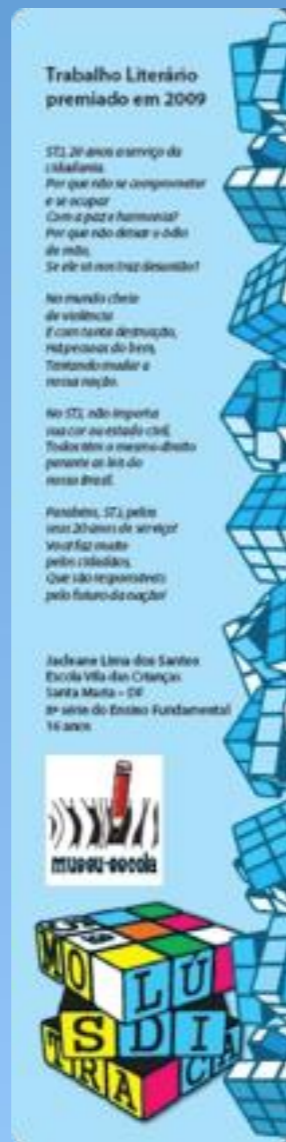 Trabalho Literário
premiado em 2009
STJ, 20 anos a serviço da
cidadania.
Por que não se comprometer
e se ocupar
Com a paz e harmonia?
Por que não deixar o ódio
de mão,
Se ele só nos traz desunião?
No mundo cheio
de violência
E com tanta destruição,
Há pessoas do bem,
Tentando mudar a
nossa nação.
No STJ, não importa
sua cor ou estado civil,
Todos têm o mesmo direito
perante as leis do
nosso Brasil.
Parabéns, STJ, pelos
seus 20 anos de serviço!
Você faz muito
pelos cidadãos,
Que são responsáveis
pelo futuro da nação!
Jadeane Lima dos Santos
Escola Vila das Crianças
Santa Maria – DF
8ª série do Ensino Fundamental
16 anos
museu-escola
MO LÚ
S DI
TRA CIA